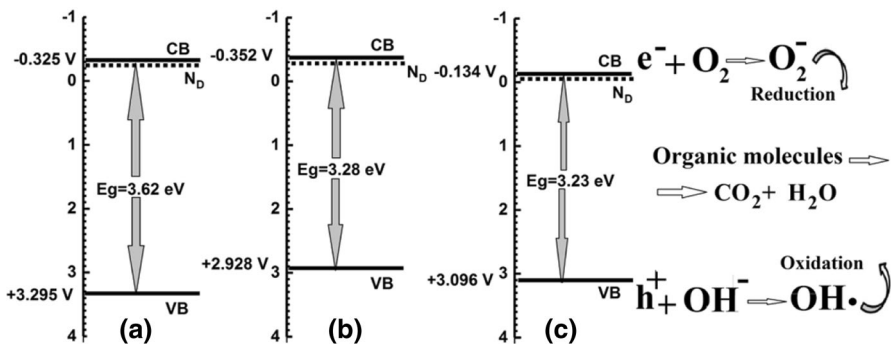 -1
-0.325 V
CB
N_D
0
1
Eg=3.62 eV
2
3
+3.295 V
VB
4
(a)
-1
-0.352 V
CB
N_D
0
1
Eg=3.28 eV
2
+2.928 V
3
VB
4
(b)
-1
-0.134 V
CB
0
N_D
1
Eg=3.23 eV
2
3
+3.096 V
VB
4
(c)
e⁻ + O₂ ⇒ O₂⁻
Reduction
Organic molecules ⇒
⇒ CO₂ + H₂O
Oxidation
h⁺ + OH⁻ ⇒ OH•